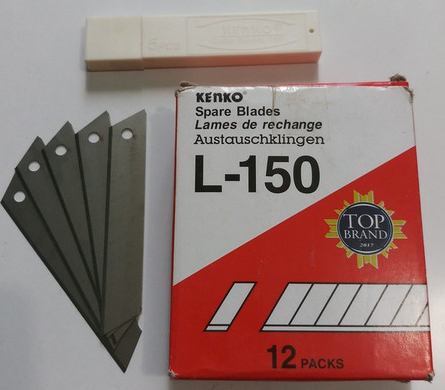 KENKO®
Spare Blades
Lames de rechange
Austauschklingen
L-150
TOP
BRAND
2017
12 PACKS